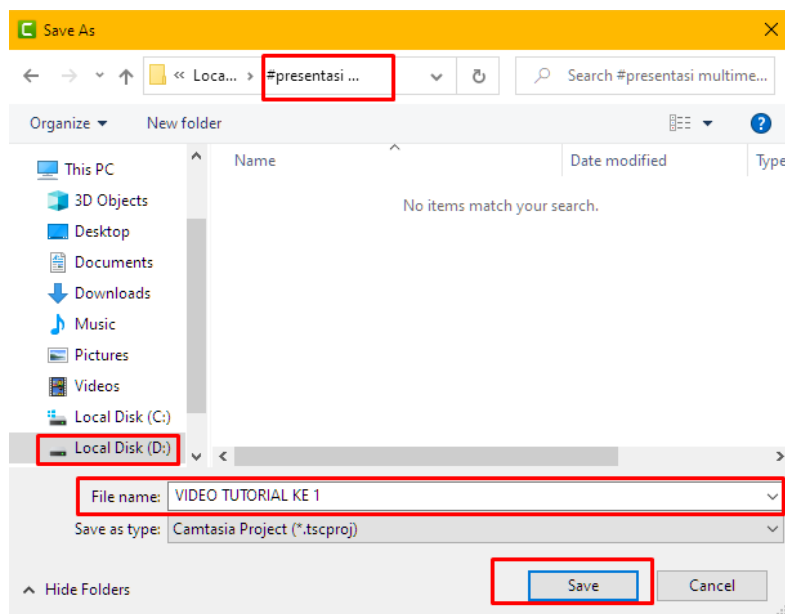 Save As
« Loca... › #presentasi ...
Search #presentasi multime...
Organize
New folder
Name
Date modified
Type
No items match your search.
This PC
3D Objects
Desktop
Documents
Downloads
Music
Pictures
Videos
Local Disk (C:)
Local Disk (D:)
File name: VIDEO TUTORIAL KE 1
Save as type: Camtasia Project (*.tscproj)
Hide Folders
Save
Cancel